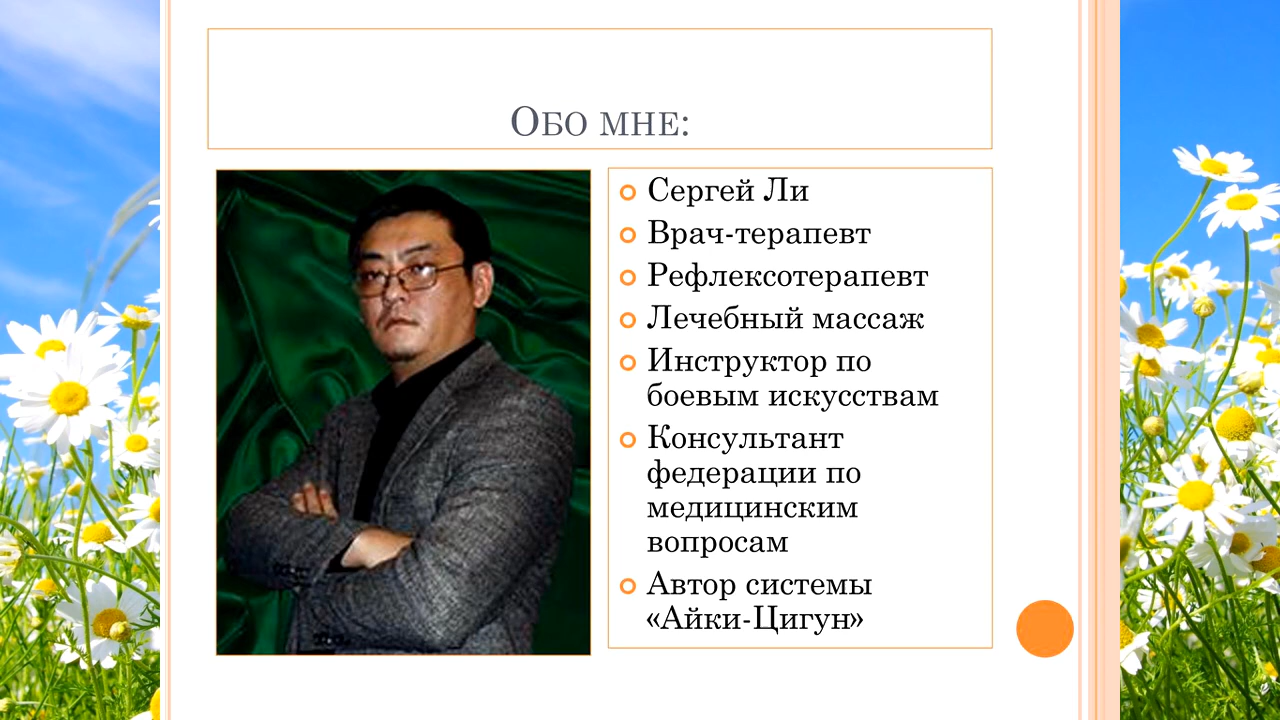 Обо мне:
Сергей Ли
Врач-терапевт
Рефлексотерапевт
Лечебный массаж
Инструктор по
боевым искусствам
Консультант
федерации по
медицинским
вопросам
Автор системы
«Айки-Цигун»